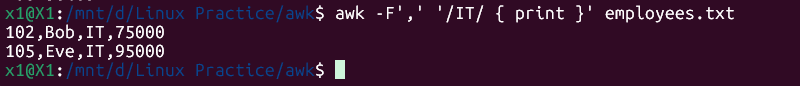 x1@X1:/mnt/d/Linux Practice/awk$ awk -F',' '/IT/ { print }' employees.txt
102,Bob,IT,75000
105,Eve,IT,95000
x1@X1:/mnt/d/Linux Practice/awk$